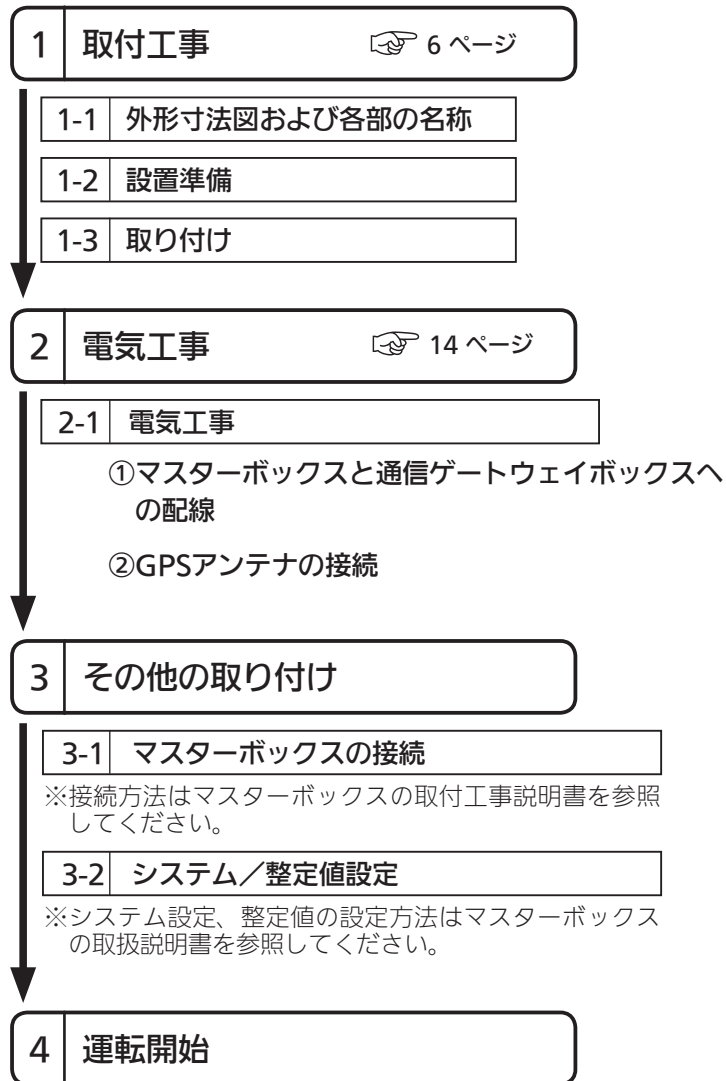 1 取付工事 ☞ 6 ページ
1-1 外形寸法図および各部の名称
1-2 設置準備
1-3 取り付け
2 電気工事 ☞ 14 ページ
2-1 電気工事
①マスターボックスと通信ゲートウェイボックスへ
の配線
②GPSアンテナの接続
3 その他の取り付け
3-1 マスターボックスの接続
※接続方法はマスターボックスの取付工事説明書を参照
してください。
3-2 システム／整定値設定
※システム設定、整定値の設定方法はマスターボックス
の取扱説明書を参照してください。
4 運転開始